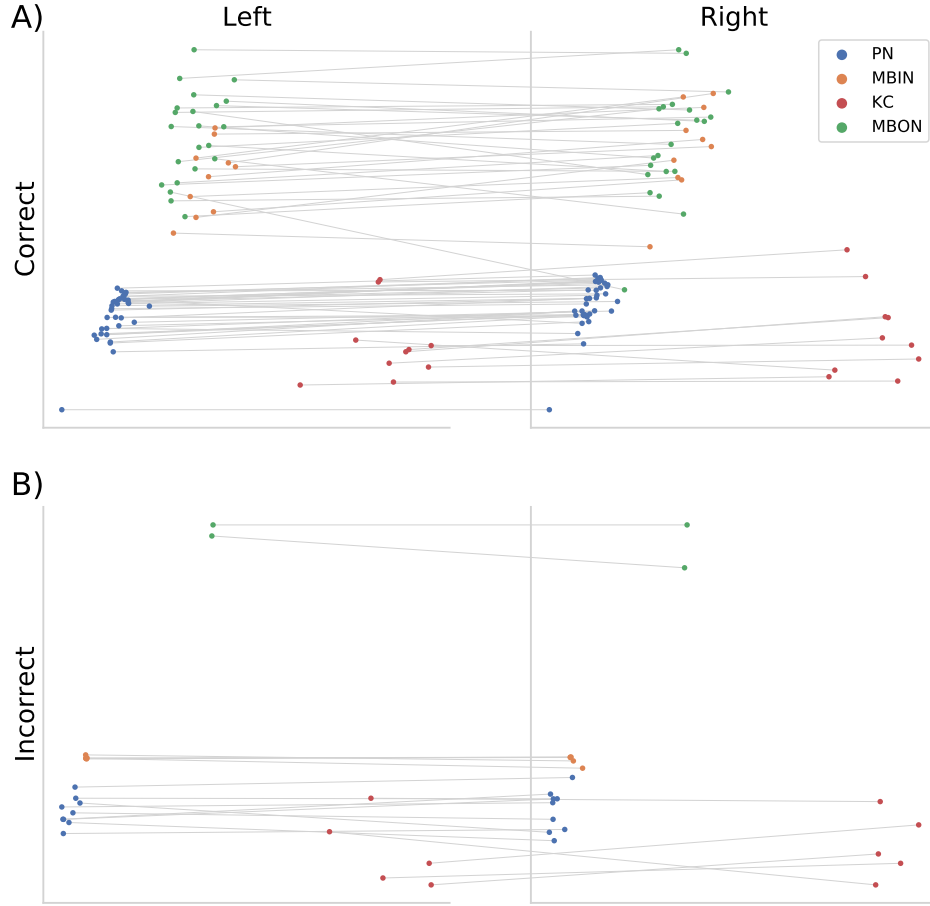 A)
Left
Right
PN
MBIN
KC
MBON
Correct
B)
Incorrect